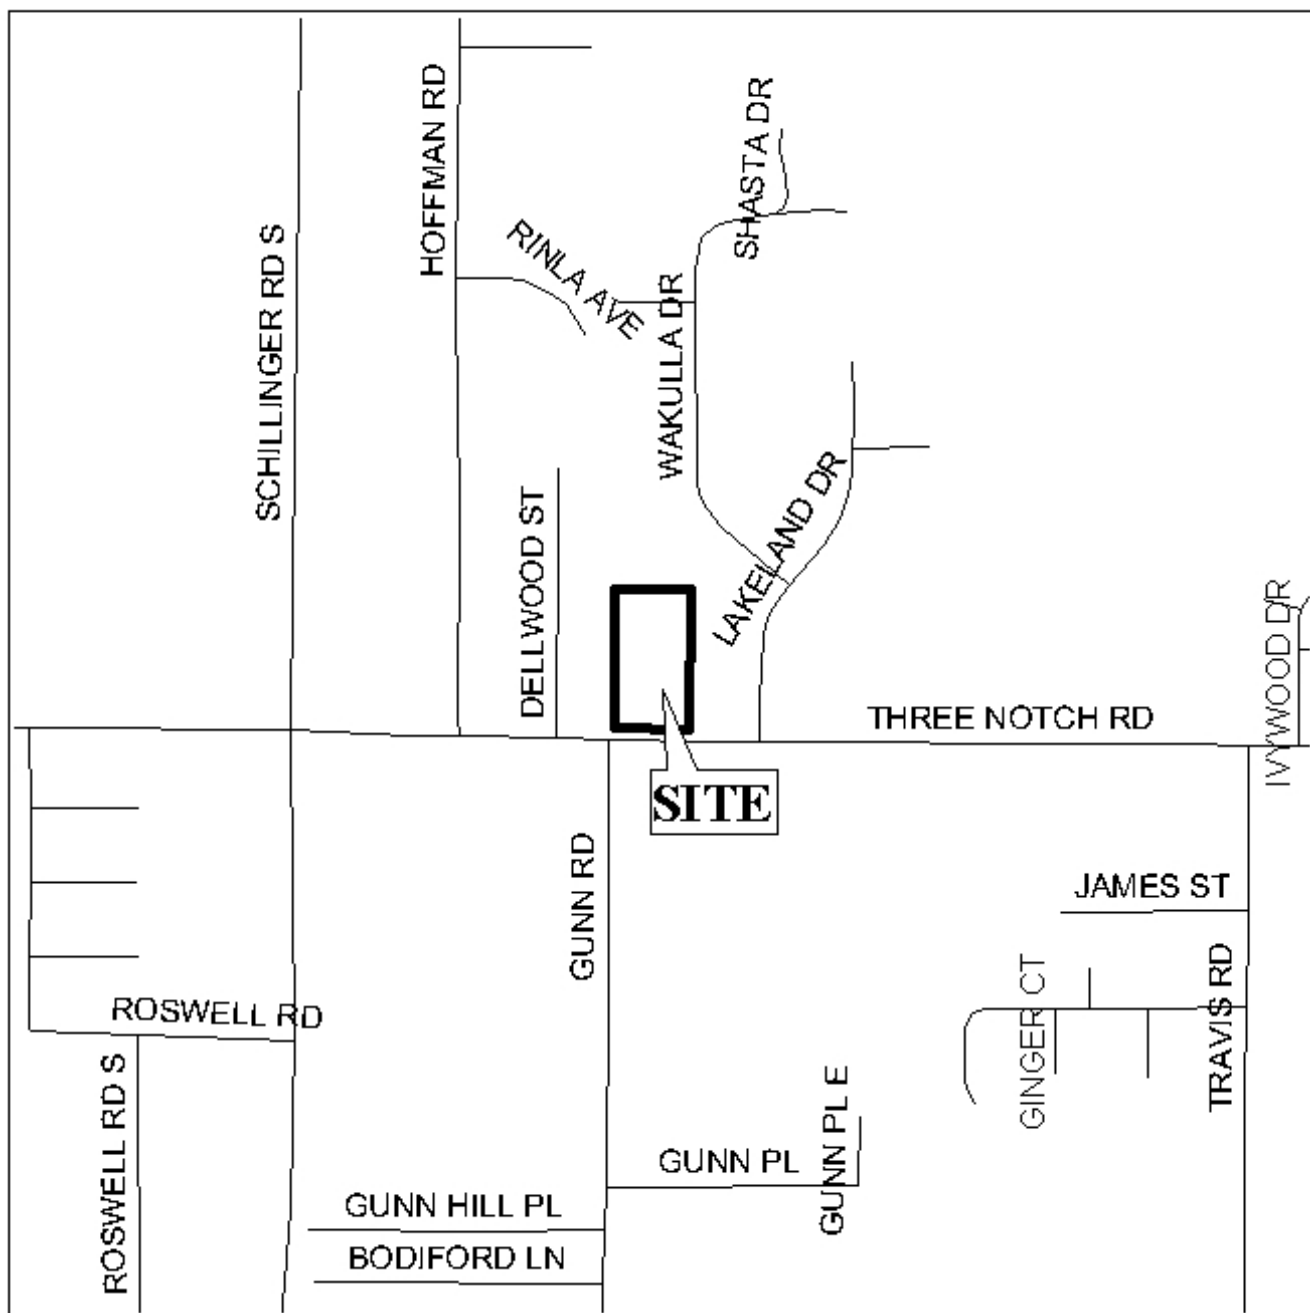 HOFFMAN RD
SHASTA DR
SCHILLINGER RD S
RINLA AVE
WAKULLA DR
LAKELAND DR
DELLWOOD ST
IVYWOOD DR
THREE NOTCH RD
SITE
GUNN RD
JAMES ST
TRAVIS RD
GINGER CT
ROSWELL RD
ROSWELL RD S
GUNN PL E
GUNN PL
GUNN HILL PL
BODIFORD LN